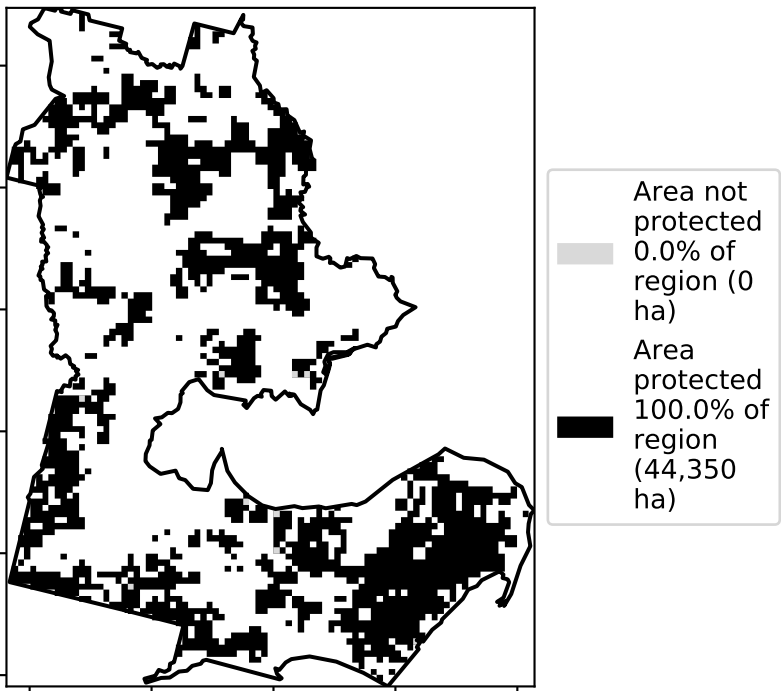 Area not
protected
0.0% of
region (0
ha)
Area
protected
100.0% of
region
(44,350
ha)